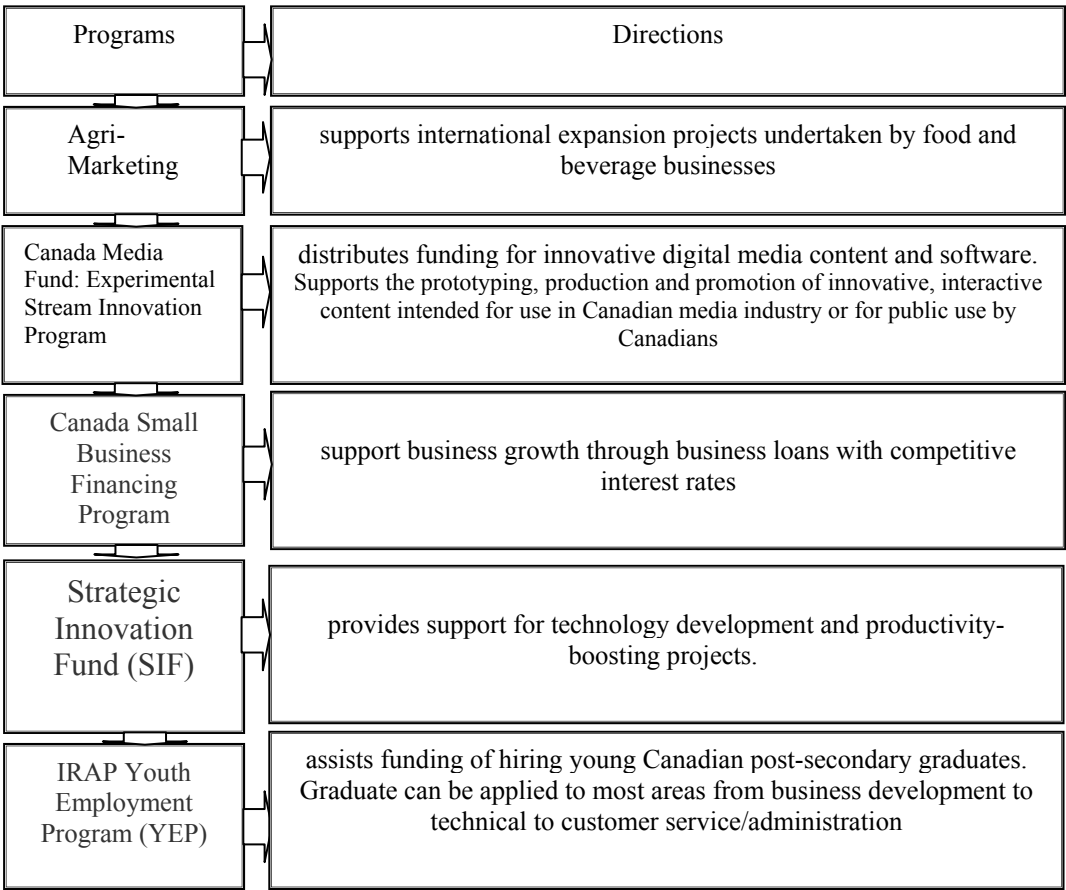 Programs
Directions
Agri-
Marketing
supports international expansion projects undertaken by food and
beverage businesses
Canada Media
Fund: Experimental
Stream Innovation
Program
distributes funding for innovative digital media content and software.
Supports the prototyping, production and promotion of innovative, interactive
content intended for use in Canadian media industry or for public use by
Canadians
Canada Small
Business
Financing
Program
support business growth through business loans with competitive
interest rates
Strategic
Innovation
Fund (SIF)
provides support for technology development and productivity-
boosting projects.
IRAP Youth
Employment
Program (YEP)
assists funding of hiring young Canadian post-secondary graduates.
Graduate can be applied to most areas from business development to
technical to customer service/administration